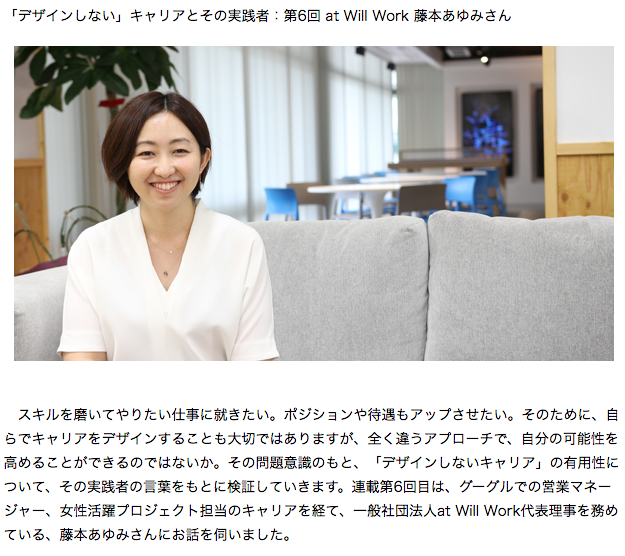 「デザインしない」キャリアとその実践者：第6回 at Will Work 藤本あゆみさん
スキルを磨いてやりたい仕事に就きたい。ポジションや待遇もアップさせたい。そのために、自
らでキャリアをデザインすることも大切ではありますが、全く違うアプローチで、自分の可能性を
高めることができるのではないか。その問題意識のもと、「デザインしないキャリア」の有用性に
ついて、その実践者の言葉をもとに検証していきます。連載第6回目は、グーグルでの営業マネー
ジャー、女性活躍プロジェクト担当のキャリアを経て、一般社団法人at Will Work代表理事を務め
ている、藤本あゆみさんにお話を伺いました。